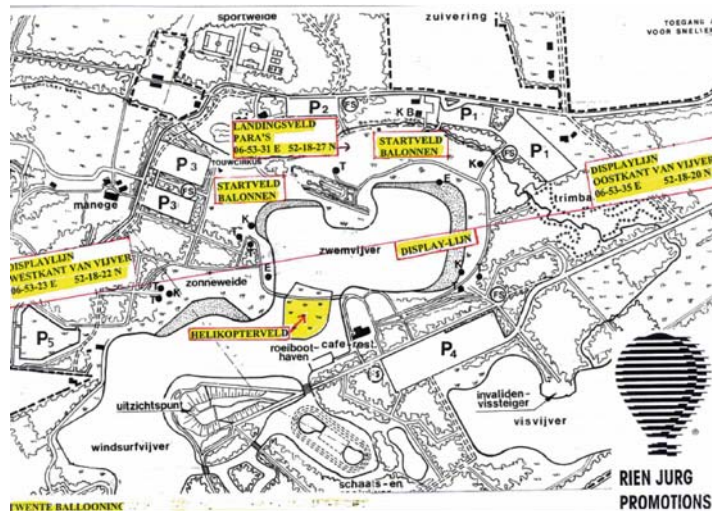 sportweide
zuivering
TOEGANG
VOOR SNELLE
P2
FS
K B
P1
P1
FS
LANDINGSVELD
PARA'S
06-53-31 E 52-18-27 N
STARTVELD
BALONNEN
K
T
E
P3
TOUWCIRKUS
STARTVELD
BALONNEN
FS
P3
manege
DISPLAYLIJN
OOSTKANT VAN VIJVER
06-53-35 E 52-18-20 N
trimba
K
T
zwemvijver
DISPLAY-LIJN
DISPLAYLIJN
WESTKANT VAN VIJVER
06-53-23 E 52-18-22 N
zonneweide
T
K
FS
HELIKOPTERVELD
P5
roeiboot-
haven
cafe-rest.
P4
uitzichtspunt
invaliden-
vissteiger
visvijver
windsurfvijver
schaats- en
RIEN JURG
PROMOTIONS
®
TWENTE BALLOONING